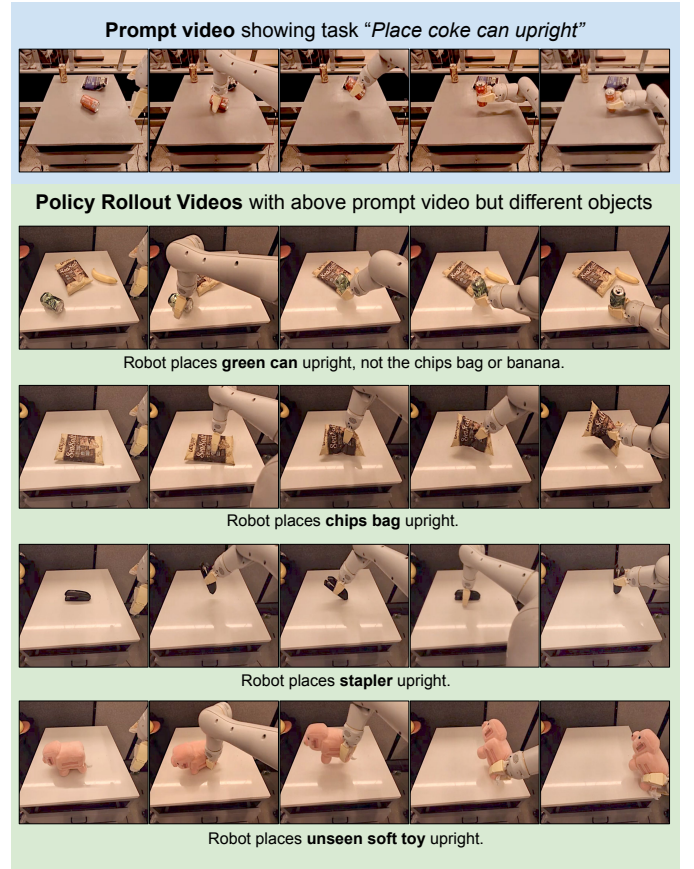 Prompt video showing task “Place coke can upright”
Policy Rollout Videos with above prompt video but different objects
Robot places green can upright, not the chips bag or banana.
Robot places chips bag upright.
Robot places stapler upright.
Robot places unseen soft toy upright.